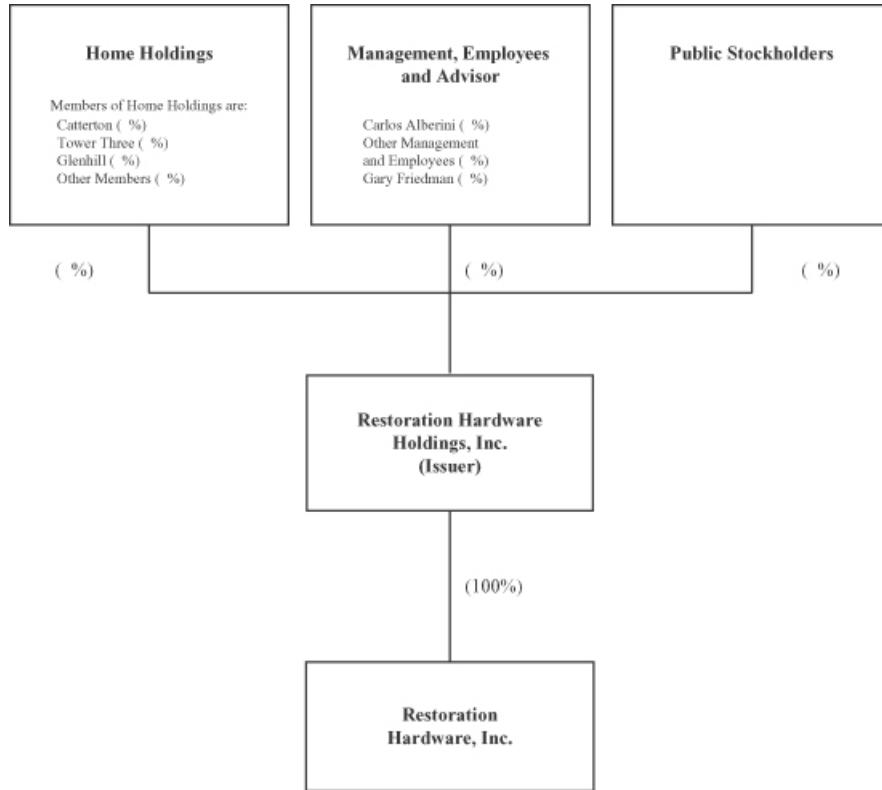 Home Holdings
Members of Home Holdings are:
Catterton ( %)
Tower Three ( %)
Glenhill ( %)
Other Members ( %)
Management, Employees
and Advisor
Carlos Alberini ( %)
Other Management
and Employees ( %)
Gary Friedman ( %)
Public Stockholders
( %)
( %)
( %)
Restoration Hardware
Holdings, Inc.
(Issuer)
(100%)
Restoration
Hardware, Inc.